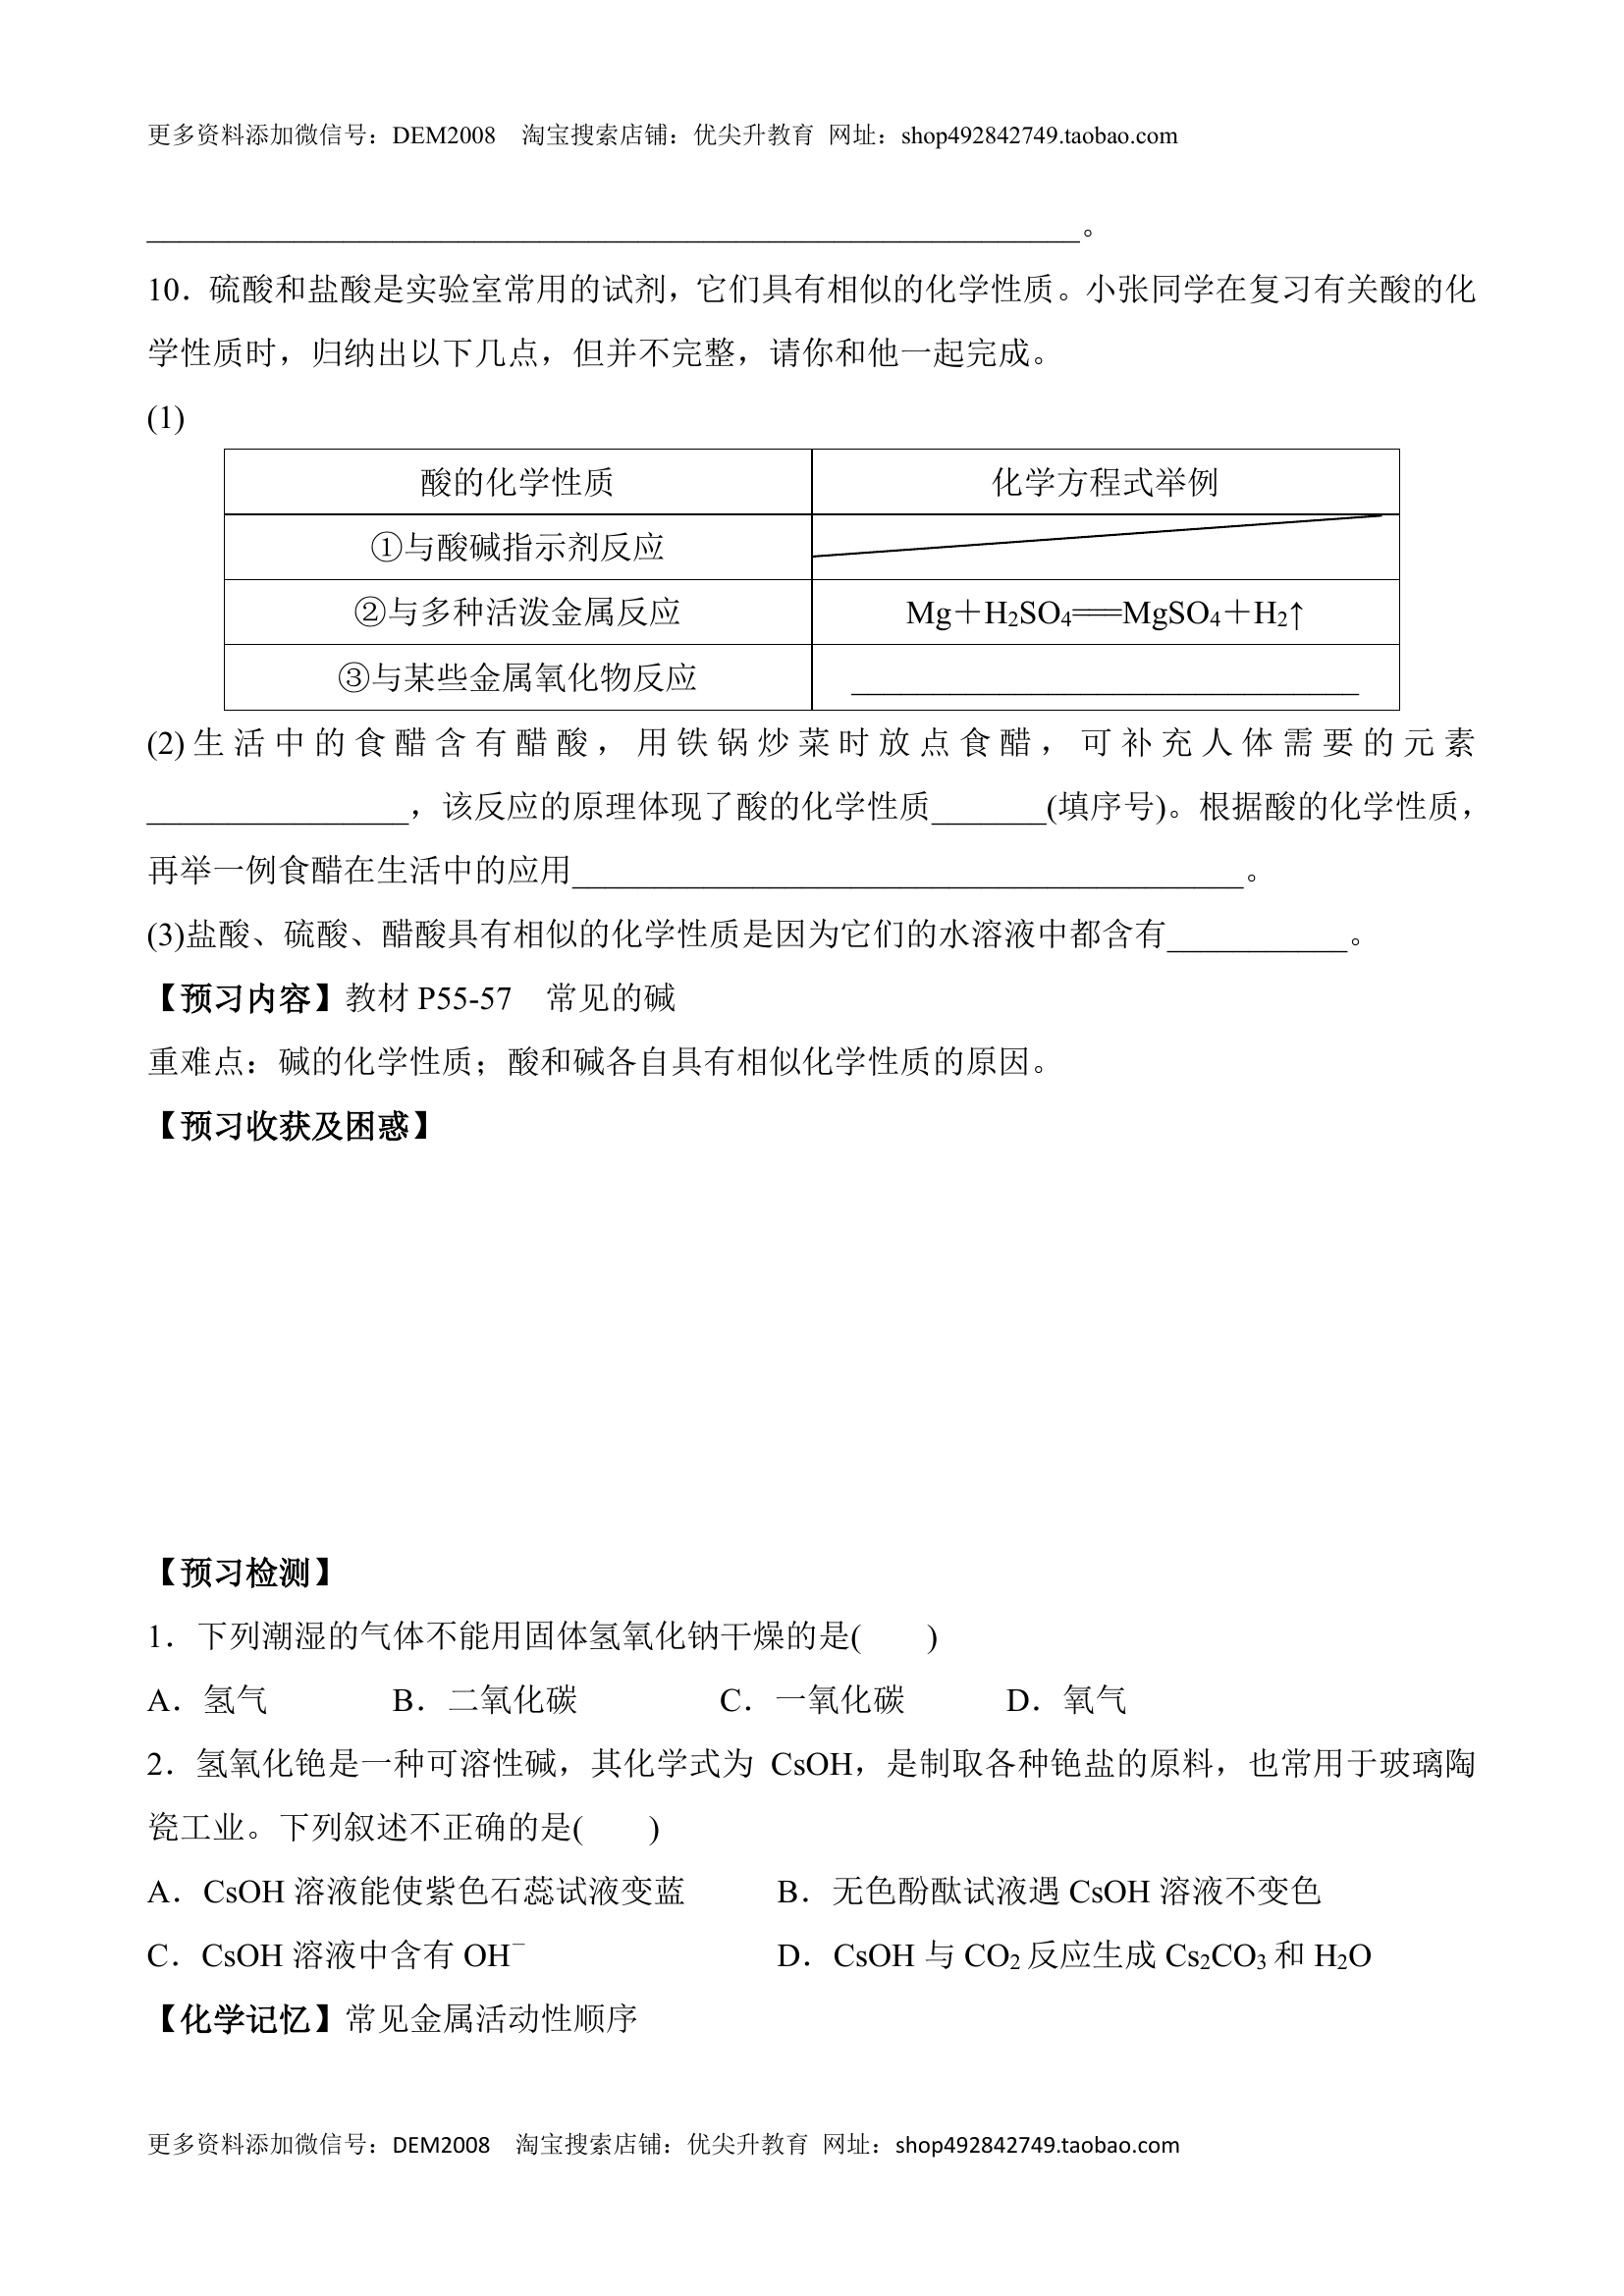 更多资料添加微信号：DEM2008    淘宝搜索店铺：优尖升教育  网址：shop492842749.taobao.com
_________________________________________________________。
10．硫酸和盐酸是实验室常用的试剂，它们具有相似的化学性质。小张同学在复习有关酸的化
学性质时，归纳出以下几点，但并不完整，请你和他一起完成。
(1)
酸的化学性质    化学方程式举例
①与酸碱指示剂反应
②与多种活泼金属反应    Mg＋H₂SO₄═══MgSO₄＋H₂↑
③与某些金属氧化物反应    _______________________________
(2)生活中的食醋含有醋酸，用铁锅炒菜时放点食醋，可补充人体需要的元素
________________，该反应的原理体现了酸的化学性质_______(填序号)。根据酸的化学性质，
再举一例食醋在生活中的应用_________________________________________。
(3)盐酸、硫酸、醋酸具有相似的化学性质是因为它们的水溶液中都含有___________。
【预习内容】教材 P55-57    常见的碱
重难点：碱的化学性质；酸和碱各自具有相似化学性质的原因。
【预习收获及困惑】
【预习检测】
1．下列潮湿的气体不能用固体氢氧化钠干燥的是(        )
A．氢气    B．二氧化碳    C．一氧化碳    D．氧气
2．氢氧化铯是一种可溶性碱，其化学式为 CsOH，是制取各种铯盐的原料，也常用于玻璃陶
瓷工业。下列叙述不正确的是(        )
A．CsOH 溶液能使紫色石蕊试液变蓝    B．无色酚酞试液遇 CsOH 溶液不变色
C．CsOH 溶液中含有 OH⁻    D．CsOH 与 CO₂反应生成 Cs₂CO₃和 H₂O
【化学记忆】常见金属活动性顺序
更多资料添加微信号：DEM2008    淘宝搜索店铺：优尖升教育  网址：shop492842749.taobao.com